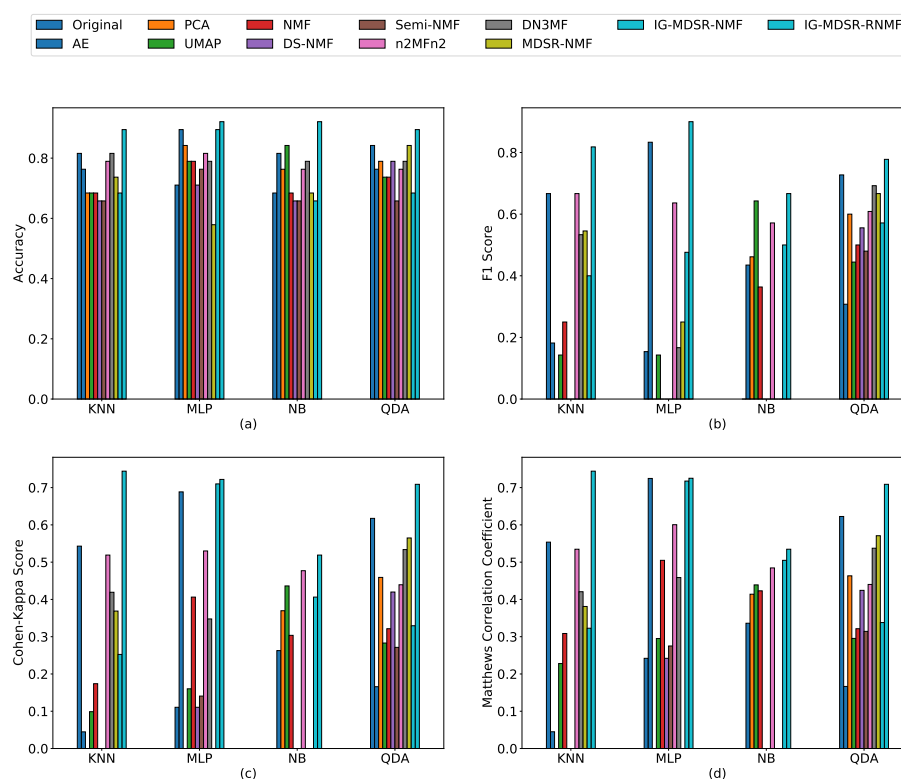 Original PCA NMF Semi-NMF DN3MF IG-MDSR-NMF IG-MDSR-RNMF
AE UMAP DS-NMF n2MFn2 MDSR-NMF
Accuracy
0.8
0.6
0.4
0.2
0.0
KNN MLP NB QDA
(a)
F1 Score
0.8
0.6
0.4
0.2
0.0
KNN MLP NB QDA
(b)
Cohen-Kappa Score
0.7
0.6
0.5
0.4
0.3
0.2
0.1
0.0
KNN MLP NB QDA
(c)
Matthews Correlation Coefficient
0.7
0.6
0.5
0.4
0.3
0.2
0.1
0.0
KNN MLP NB QDA
(d)